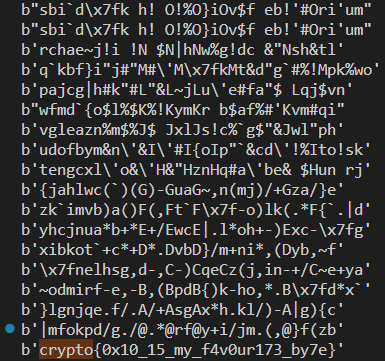 b"sbi`d\x7fk h! O!%O}iOv$f eb!'#Ori'um"
b"sbi`d\x7fk h! O!%O}iOv$f eb!'#Ori'um"
b'rchae~j!i !N $N|hNw%g!dc &"Nsh&tl'
b'q`kbf}i"j#"M#\'M\x7fkMt&d"g`#%!Mpk%wo'
b'pajcg|h#k"#L"&L~jLu\'e#fa"$ Lqj$vn'
b"wfmd`{o$l%$K%!KymKr b$af%#'Kvm#qi"
b'vgleazn%m$%J$ JxlJs!c%`g$"&Jwl"ph'
b'udofbym&n\'&I\'#I{oIp"`&cd\'!%Ito!sk'
b'tengcxl\'o&\'H&"HznHq#a\'be& $Hun rj'
b'{jahlwc(`)(G)-GuaG~,n(mj)/+Gza/}e'
b'zk`imvb)a()F(,Ft`F\x7f-o)lk(.*F{`.|d'
b'yhcjnua*b+*E+/EwcE|.l*oh+-)Exc-\x7fg'
b'xibkot`+c*+D*.DvbD}/m+ni*,(Dyb,~f'
b'\x7fnelhsg,d-,C-)CqeCz(j,in-+/C~e+ya'
b'~odmirf-e,-B,(BpdB{)k-ho,*.B\x7fd*x`'
b'}lgnjqe.f/.A/+AsgAx*h.kl/)-A|g){c'
b'|mfokpd/g./@.*@rf@y+i/jm.(,@}f(zb'
b'crypto{0x10_15_my_f4v0ur173_by7e}'